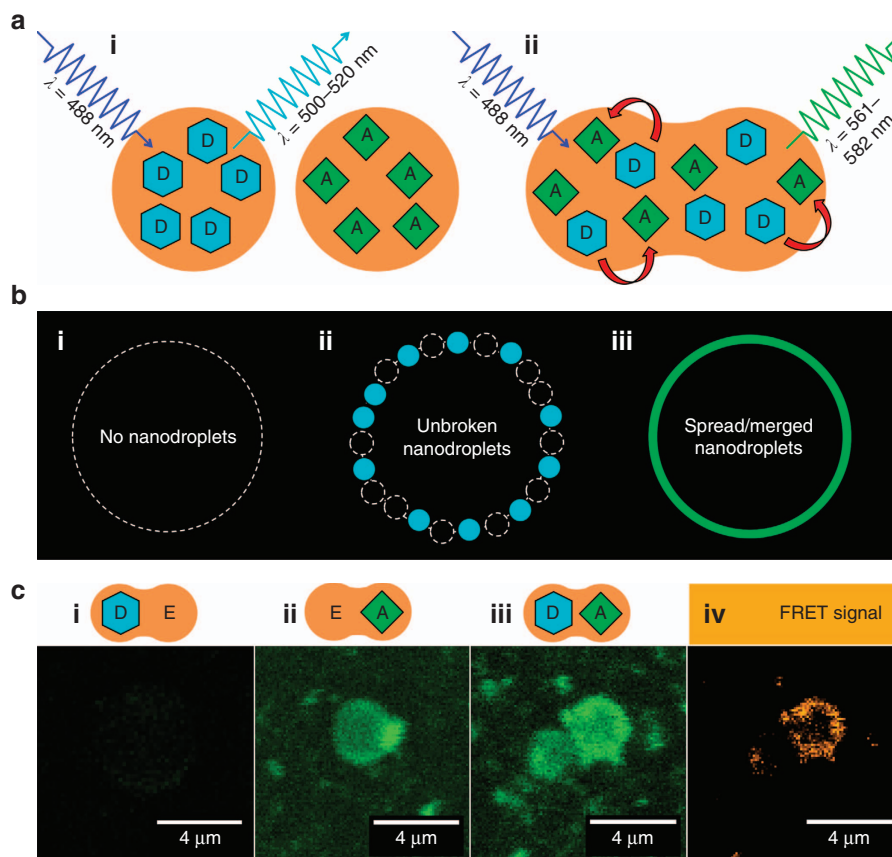 a
i
λ = 488 nm
λ = 500–520 nm
D
D
D
D
D
A
A
A
A
A
ii
λ = 488 nm
λ = 561–
582 nm
A
D
D
A
A
A
D
A
D
D
b
i
No nanodroplets
ii
Unbroken
nanodroplets
iii
Spread/merged
nanodroplets
c
i
D E
4 μm
ii
E A
4 μm
iii
D A
4 μm
iv
FRET signal
4 μm